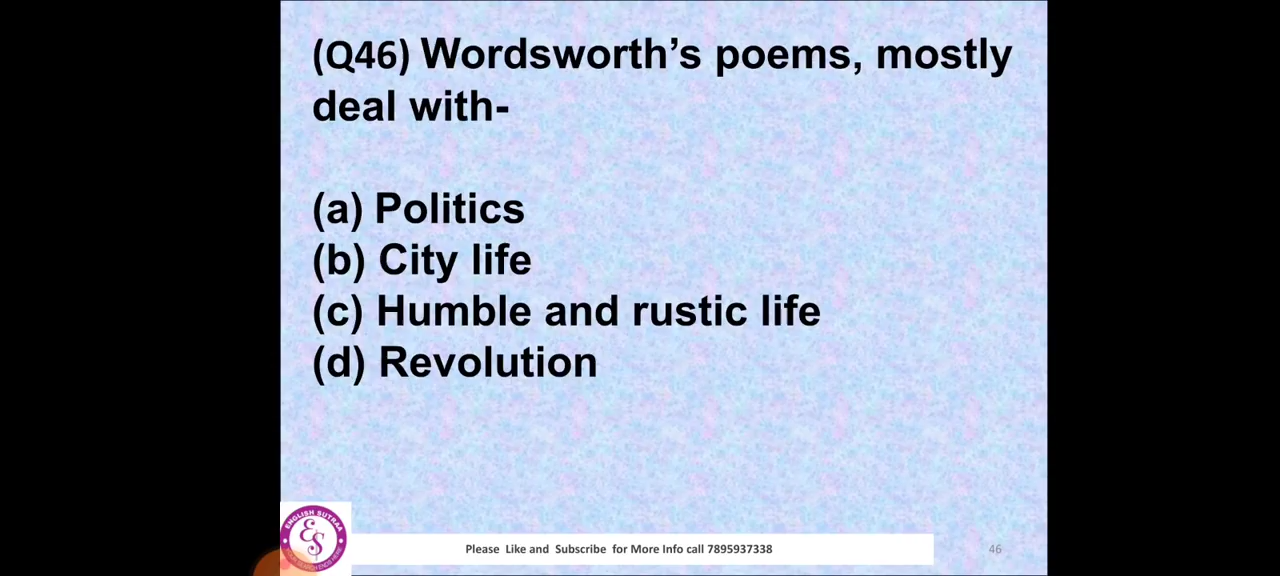 (Q46) Wordsworth’s poems, mostly
deal with-
(a) Politics
(b) City life
(c) Humble and rustic life
(d) Revolution
ENGLISH SUTRAA
ES
Please Like and Subscribe for More Info call 7895937338
46